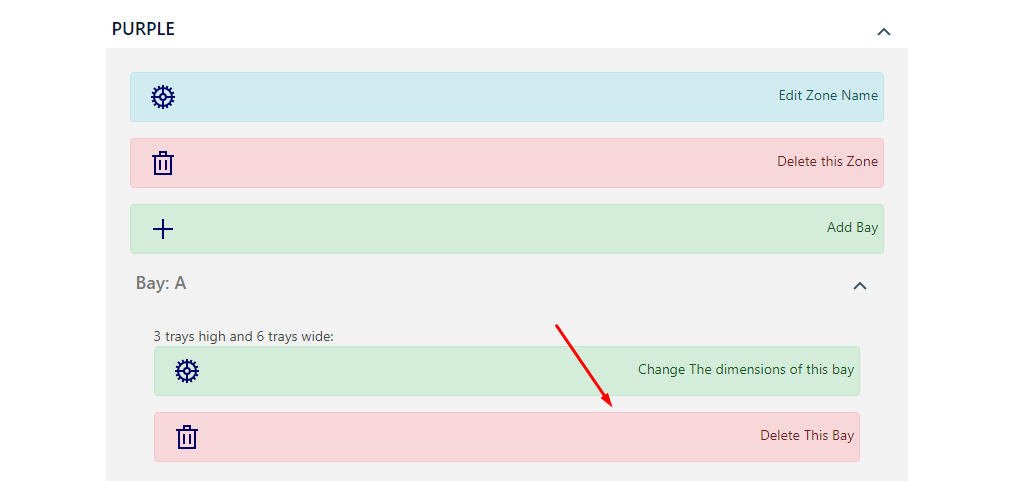 PURPLE
Edit Zone Name
Delete this Zone
Add Bay
Bay: A
3 trays high and 6 trays wide:
Change The dimensions of this bay
Delete This Bay